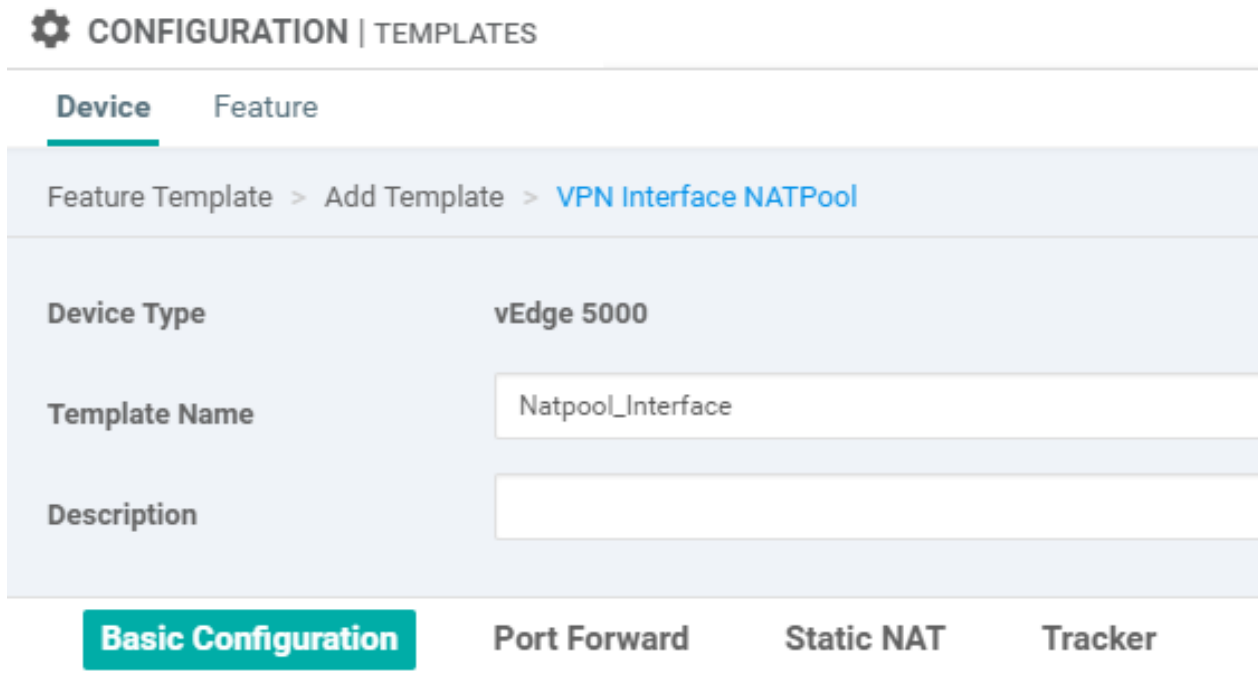 CONFIGURATION | TEMPLATES
Device Feature
Feature Template > Add Template > VPN Interface NATPool
Device Type vEdge 5000
Template Name Natpool_Interface
Description
Basic Configuration Port Forward Static NAT Tracker